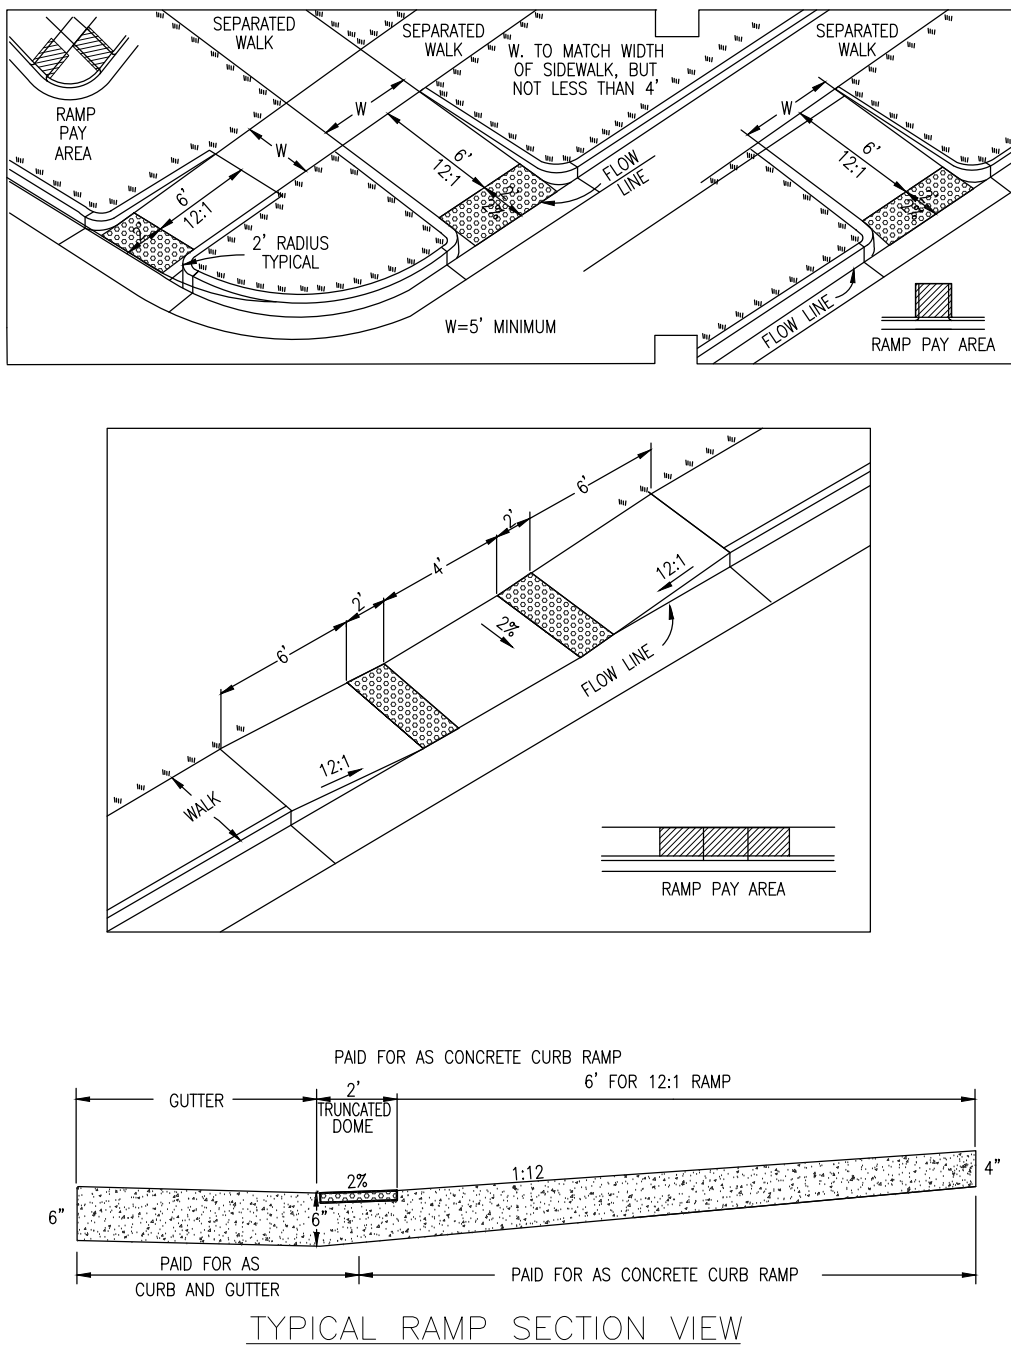 SEPARATED
WALK
SEPARATED
WALK
W. TO MATCH WIDTH
OF SIDEWALK, BUT
NOT LESS THAN 4'
SEPARATED
WALK
RAMP
PAY
AREA
W
W
6'
12:1
6'
12:1
FLOW
LINE
2' RADIUS
TYPICAL
W=5' MINIMUM
W
6'
12:1
FLOW LINE
RAMP PAY AREA
6'
2'
4'
2'
6'
12:1
2%
FLOW LINE
12:1
WALK
RAMP PAY AREA
PAID FOR AS CONCRETE CURB RAMP
GUTTER
2'
TRUNCATED
DOME
6' FOR 12:1 RAMP
2%
1:12
4"
6"
6"
PAID FOR AS
CURB AND GUTTER
PAID FOR AS CONCRETE CURB RAMP
TYPICAL RAMP SECTION VIEW